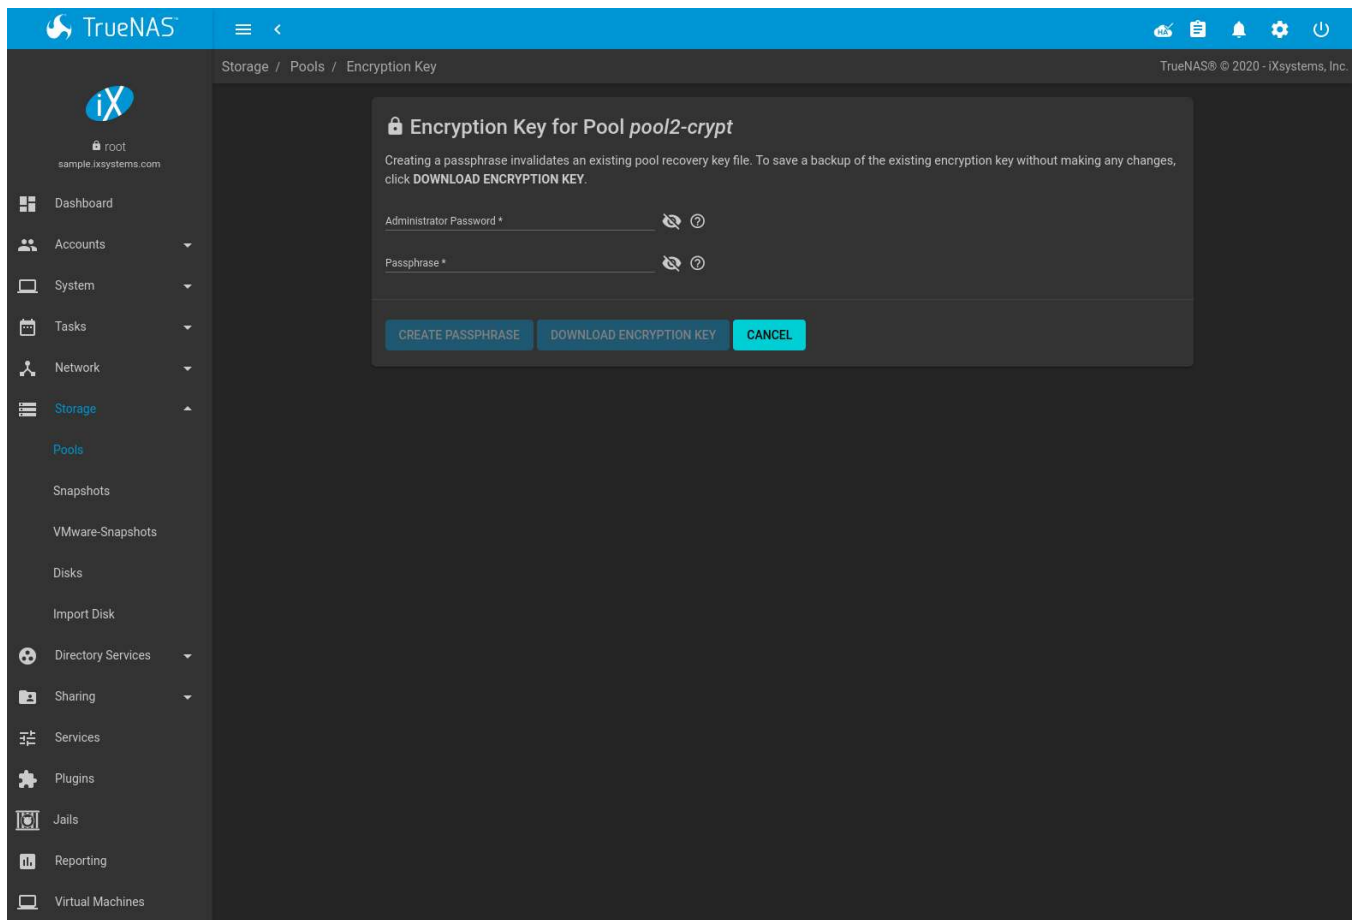 TrueNAS™
Storage / Pools / Encryption Key
TrueNAS® © 2020 - iXsystems, Inc.
iX
root
sample.ixsystems.com
Dashboard
Accounts
System
Tasks
Network
Storage
Pools
Snapshots
VMware-Snapshots
Disks
Import Disk
Directory Services
Sharing
Services
Plugins
Jails
Reporting
Virtual Machines
HA
Encryption Key for Pool pool2-crypt
Creating a passphrase invalidates an existing pool recovery key file. To save a backup of the existing encryption key without making any changes,
click DOWNLOAD ENCRYPTION KEY.
Administrator Password *
Passphrase *
CREATE PASSPHRASE DOWNLOAD ENCRYPTION KEY CANCEL